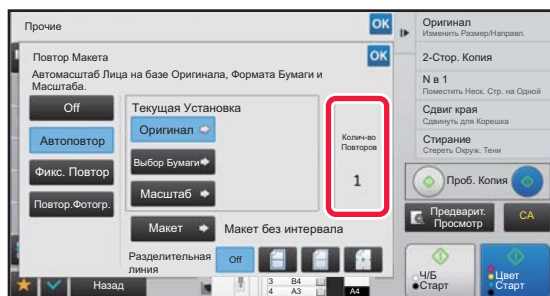 Прочие
OK
Повтор Макета
OK
Автомасштаб Лица на базе Оригинала, Формата Бумаги и
Масштаба.
Off
Автоповтор
Фикс. Повтор
Повтор.Фотогр.
Текущая Установка
Оригинал
Выбор Бумаги
Масштаб
Макет
Макет без интервала
Колич-во
Повторов
1
Разделительная
линия
Off
Назад
3 B4
4 A3
A4
Оригинал
Изменить Размер/Направл.
2-Стор. Копия
N в 1
Поместить Неск. Стр. на Одной
Сдвиг края
Сдвинуть для Корешка
Стирание
Стереть Окруж. Тени
Проб. Копия
Предварит.
Просмотр
CA
Ч/Б
Старт
Цвет
Старт